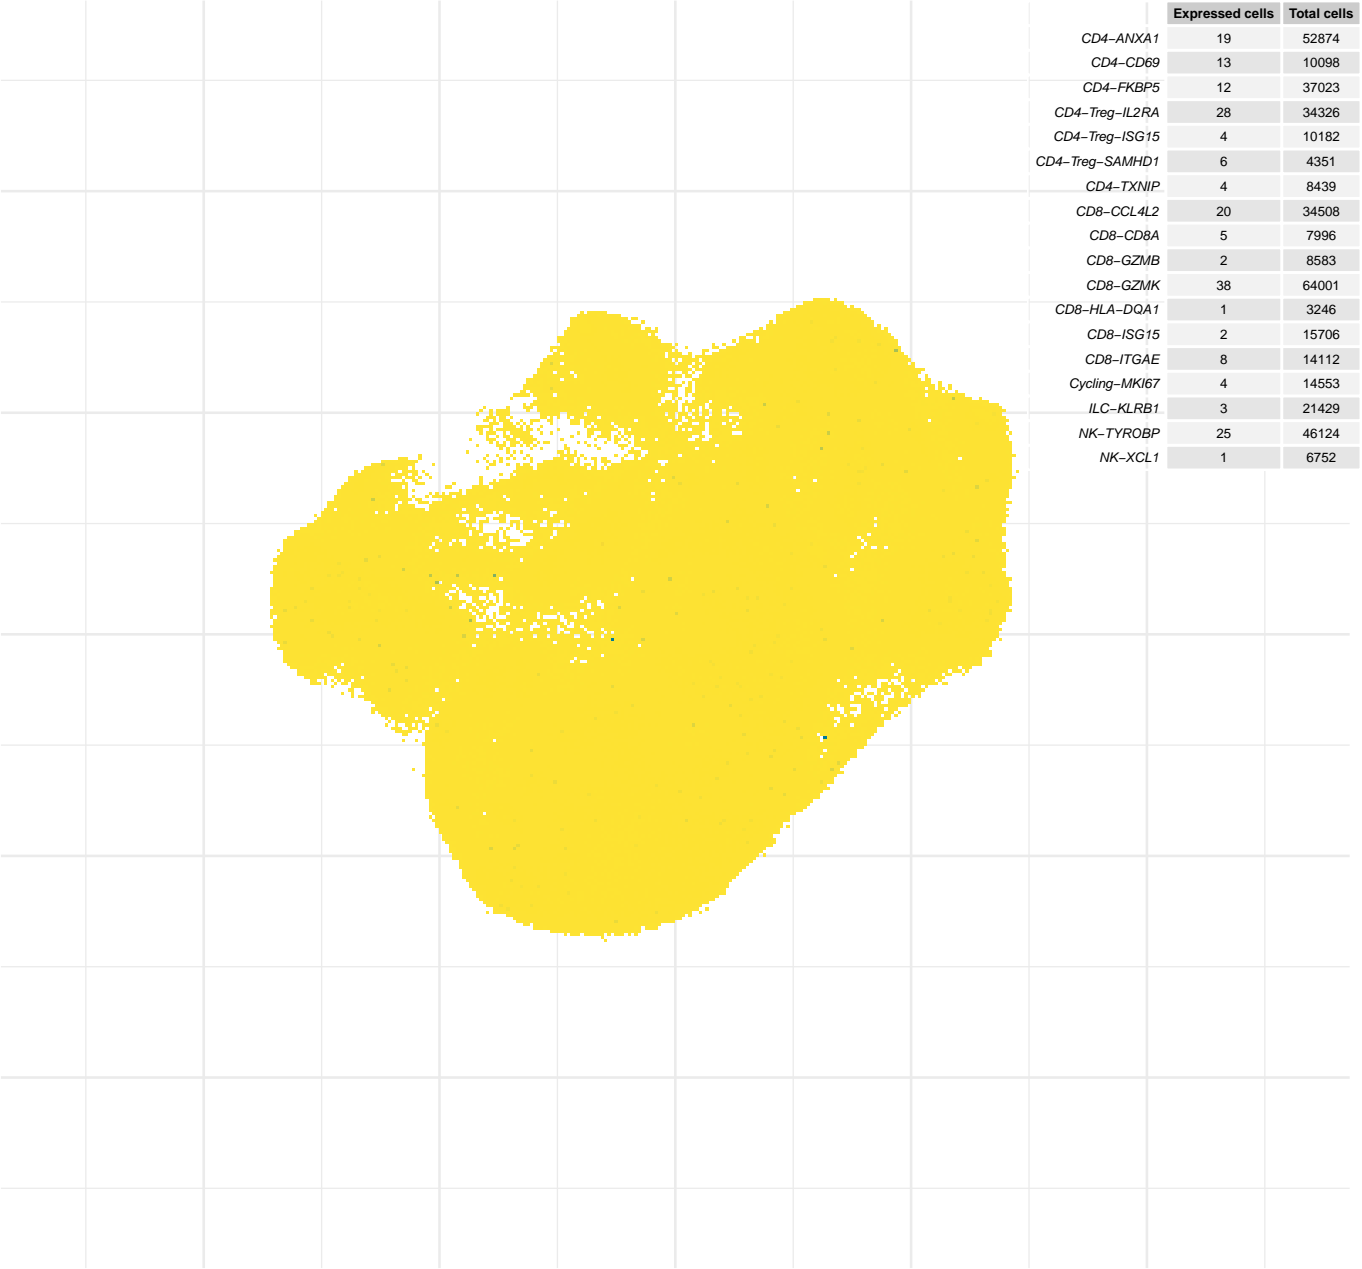 Expressed cells Total cells
CD4−ANXA1 19 52874
CD4−CD69 13 10098
CD4−FKBP5 12 37023
CD4−Treg−IL2RA 28 34326
CD4−Treg−ISG15 4 10182
CD4−Treg−SAMHD1 6 4351
CD4−TXNIP 4 8439
CD8−CCL4L2 20 34508
CD8−CD8A 5 7996
CD8−GZMB 2 8583
CD8−GZMK 38 64001
CD8−HLA−DQA1 1 3246
CD8−ISG15 2 15706
CD8−ITGAE 8 14112
Cycling−MKI67 4 14553
ILC−KLRB1 3 21429
NK−TYROBP 25 46124
NK−XCL1 1 6752